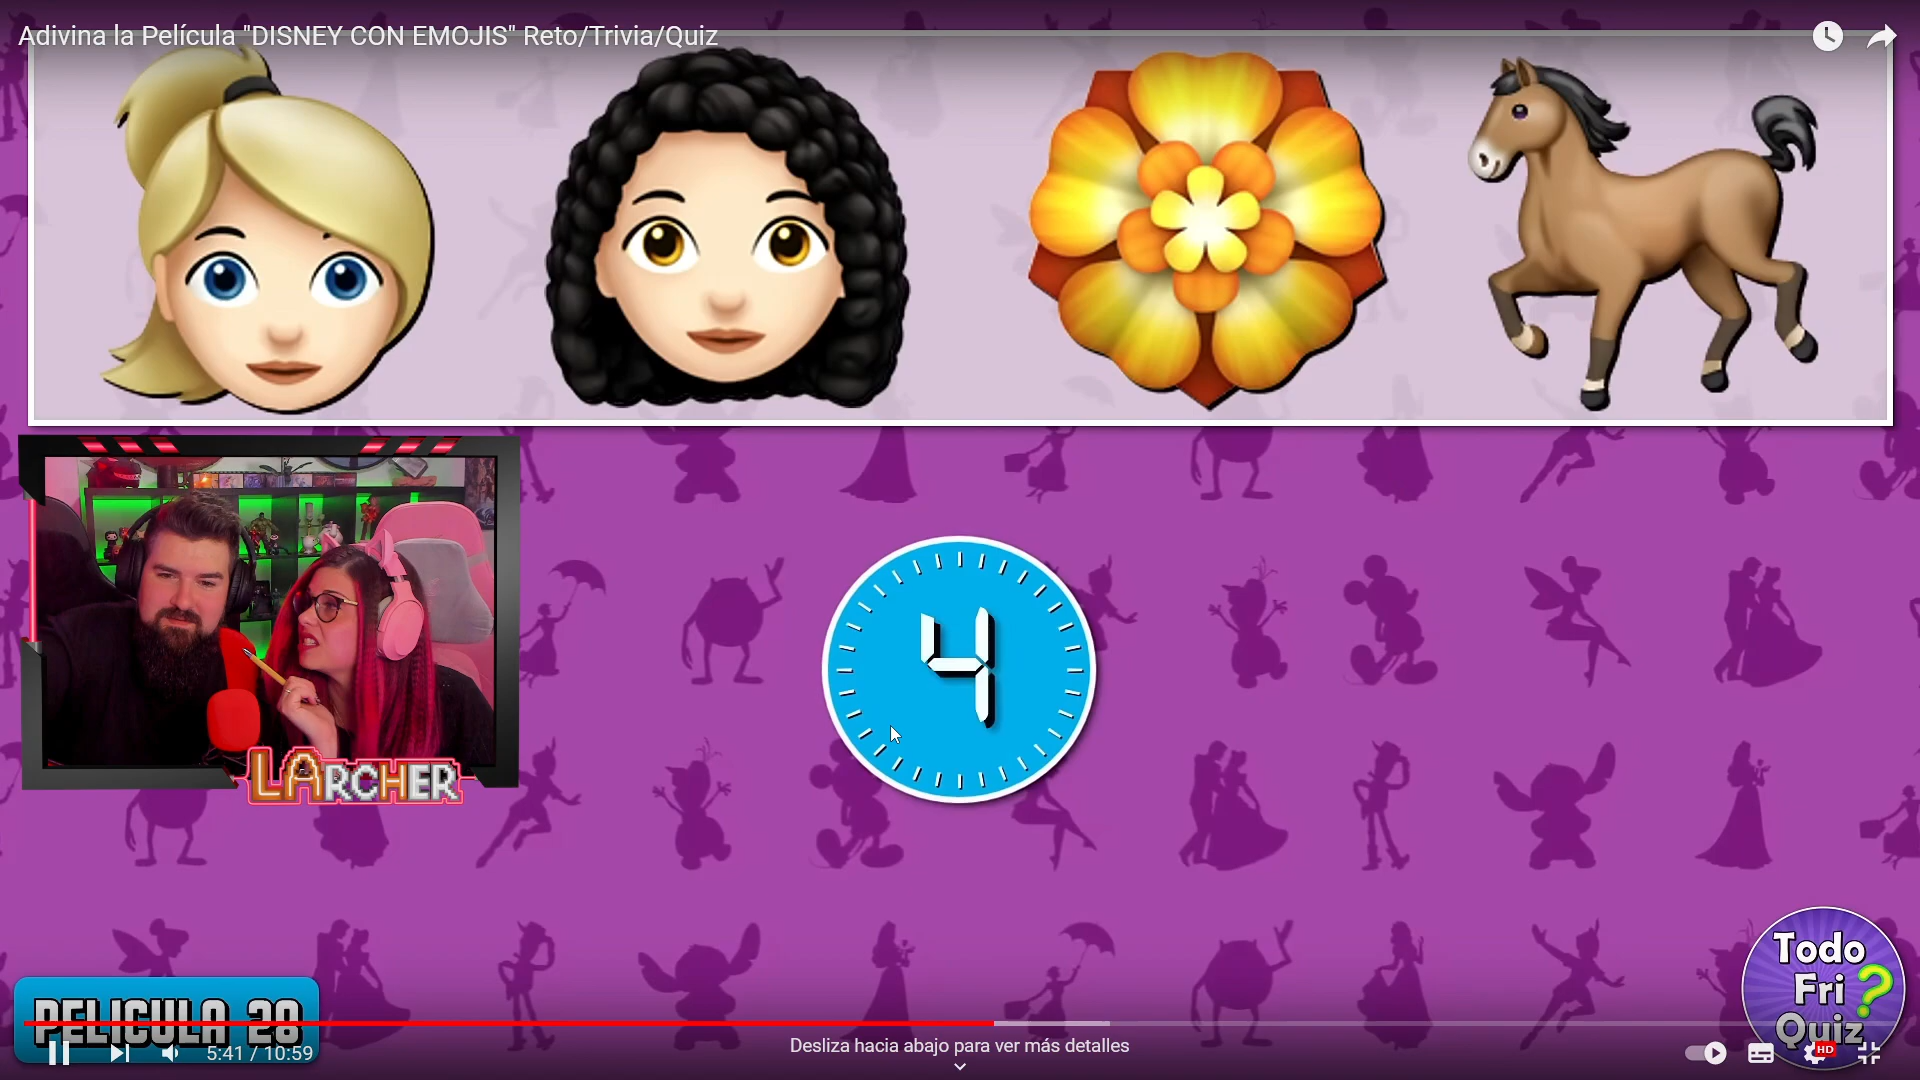 Adivina la Película "DISNEY CON EMOJIS" Reto/Trivia/Quiz
4
LARCHER
Todo
Fri
Quiz
?
PELICULA 28
5:41 / 10:59
Desliza hacia abajo para ver más detalles
HD